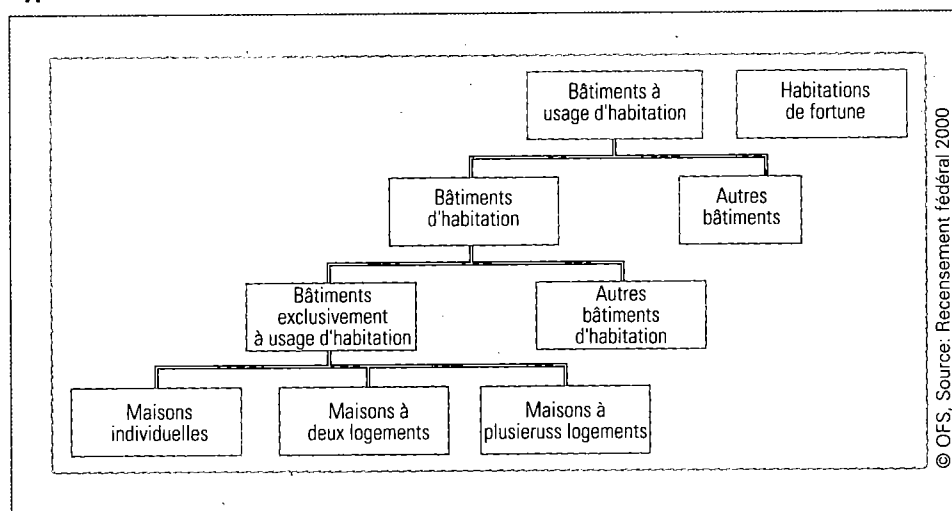 Bâtiments à
usage d'habitation
Habitations
de fortune
Bâtiments
d'habitation
Autres
bâtiments
Bâtiments
exclusivement
à usage d'habitation
Autres
bâtiments
d'habitation
Maisons
individuelles
Maisons à
deux logements
Maisons à
plusieruss logements
© OFS, Source: Recensement fédéral 2000